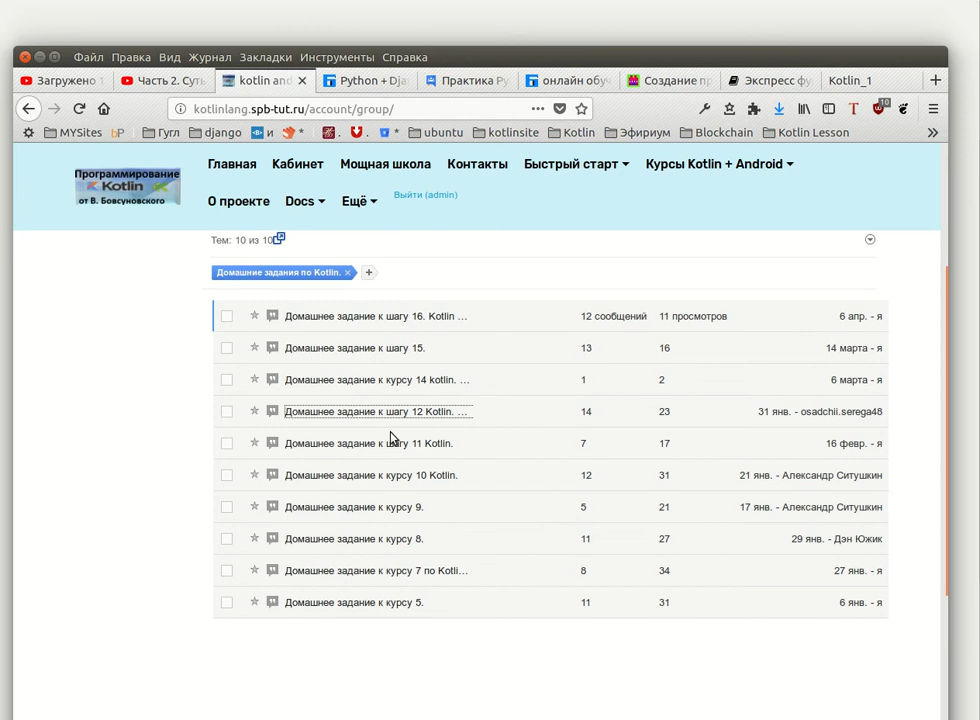 Файл Правка Вид Журнал Закладки Инструменты Справка
Загружено Часть 2. Суть kotlin and Python + Dja Практика онлайн обуч Создание Экспресс Kotlin_1
kotlinlang.spb-tut.ru/account/group/ 10
MYSites bP Гугл django и ubuntu kotlinsite Kotlin Эфириум Blockchain Kotlin Lesson
Программирование
Kotlin
от В. Бовсуновского
Главная Кабинет Мощная школа Контакты Быстрый старт Курсы Kotlin + Android
О проекте Docs Ещё Выйти (admin)
Тем: 10 из 10
Домашние задания по Kotlin. × +
Домашнее задание к шагу 16. Kotlin … 12 сообщений 11 просмотров 6 апр. - я
Домашнее задание к шагу 15. 13 16 14 марта - я
Домашнее задание к курсу 14 kotlin. … 1 2 6 марта - я
Домашнее задание к шагу 12 Kotlin. … 14 23 31 янв. - osadchii.serega48
Домашнее задание к шагу 11 Kotlin. 7 17 16 февр. - я
Домашнее задание к курсу 10 Kotlin. 12 31 21 янв. - Александр Ситушкин
Домашнее задание к курсу 9. 5 21 17 янв. - Александр Ситушкин
Домашнее задание к курсу 8. 11 27 29 янв. - Дэн Южик
Домашнее задание к курсу 7 по Kotli… 8 34 27 янв. - я
Домашнее задание к курсу 5. 11 31 6 янв. - я